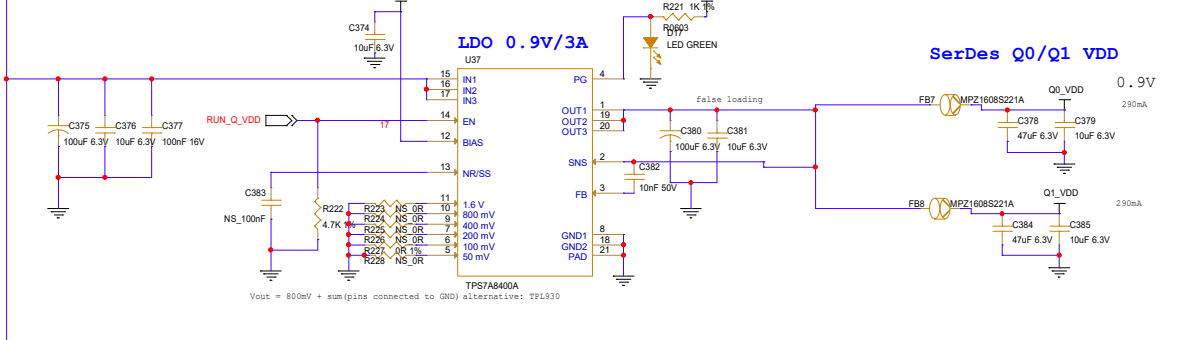 R221 1K 1%
R0603
C374
10uF 6.3V
LDO 0.9V/3A
D17
LED GREEN
U37
SerDes Q0/Q1 VDD
15
16
17
IN1
IN2
IN3
PG
4
0.9V
290mA
FB7
MPZ1608S221A
Q0_VDD
false loading
OUT1
OUT2
OUT3
1
19
20
RUN_Q_VDD
17
14
EN
C375
100uF 6.3V
C376
10uF 6.3V
C377
100nF 16V
C380
100uF 6.3V
C381
10uF 6.3V
C378
47uF 6.3V
C379
10uF 6.3V
12
BIAS
SNS
2
C382
10nF 50V
13
NR/SS
FB
3
C383
NS_100nF
R222
4.7K 1%
R223 NS_0R
R224 NS_0R
R225 NS_0R
R226 NS_0R
R227 0R 1%
R228 NS_0R
11
10
9
7
6
5
1.6 V
800 mV
400 mV
200 mV
100 mV
50 mV
GND1
GND2
PAD
8
18
21
FB8
MPZ1608S221A
Q1_VDD
290mA
C384
47uF 6.3V
C385
10uF 6.3V
TPS7A8400A
Vout = 800mV + sum(pins connected to GND) alternative: TPL930